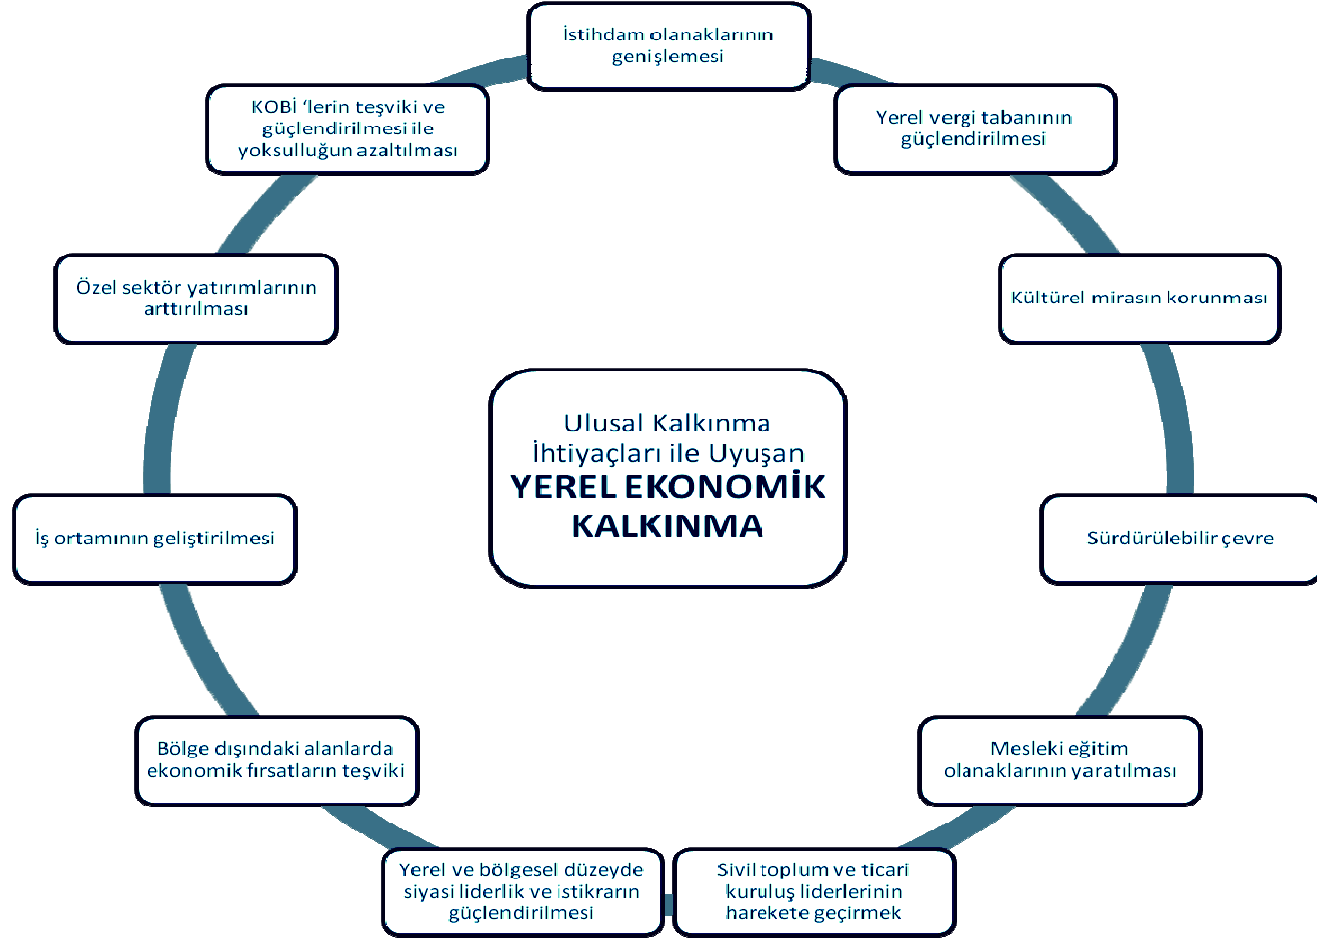 İstihdam olanaklarının
genişlemesi
Yerel vergi tabanının
güçlendirilmesi
Kültürel mirasın korunması
Sürdürülebilir çevre
Mesleki eğitim
olanaklarının yaratılması
Sivil toplum ve ticari
kuruluş liderlerinin
harekete geçirmek
Yerel ve bölgesel düzeyde
siyasi liderlik ve istikrarın
güçlendirilmesi
Bölge dışındaki alanlarda
ekonomik fırsatların teşviki
İş ortamının geliştirilmesi
Özel sektör yatırımlarının
arttırılması
KOBİ ‘lerin teşviki ve
güçlendirilmesi ile
yoksulluğun azaltılması
Ulusal Kalkınma
İhtiyaçları ile Uyuşan
YEREL EKONOMİK
KALKINMA